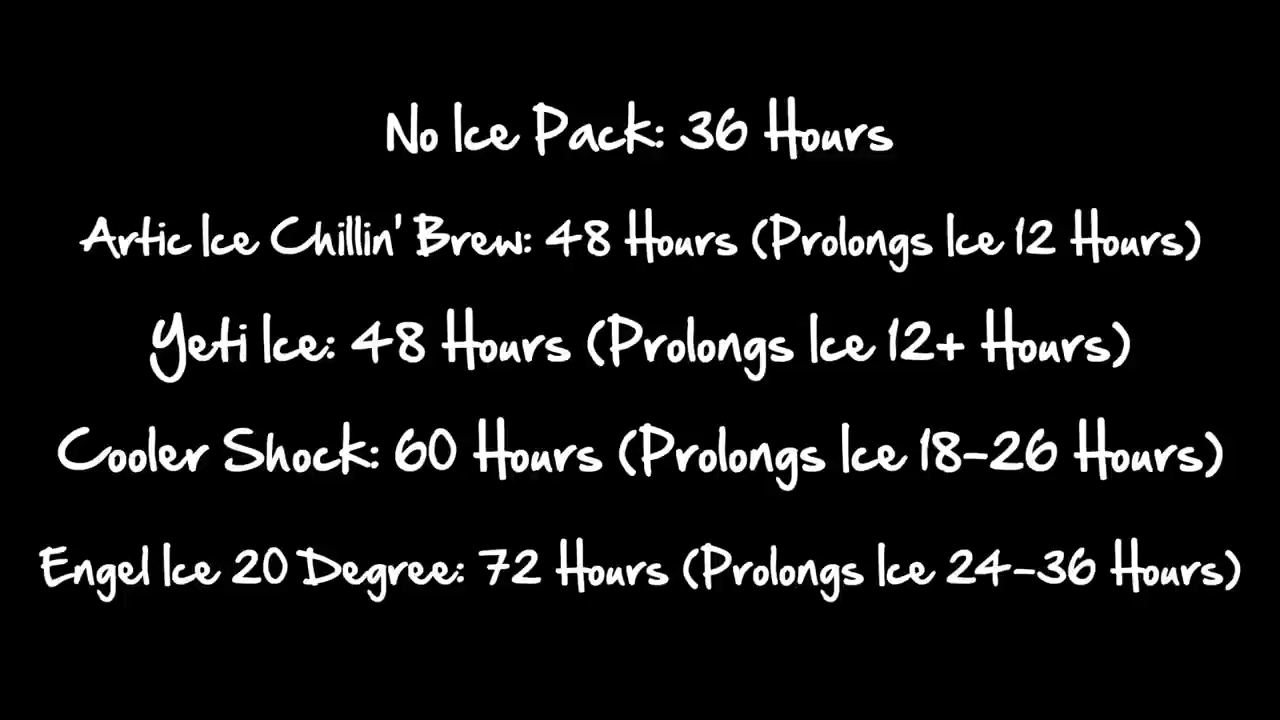 No Ice Pack: 36 Hours
Artic Ice Chillin' Brew: 48 Hours (Prolongs Ice 12 Hours)
Yeti Ice: 48 Hours (Prolongs Ice 12+ Hours)
Cooler Shock: 60 Hours (Prolongs Ice 18-26 Hours)
Engel Ice 20 Degree: 72 Hours (Prolongs Ice 24-36 Hours)